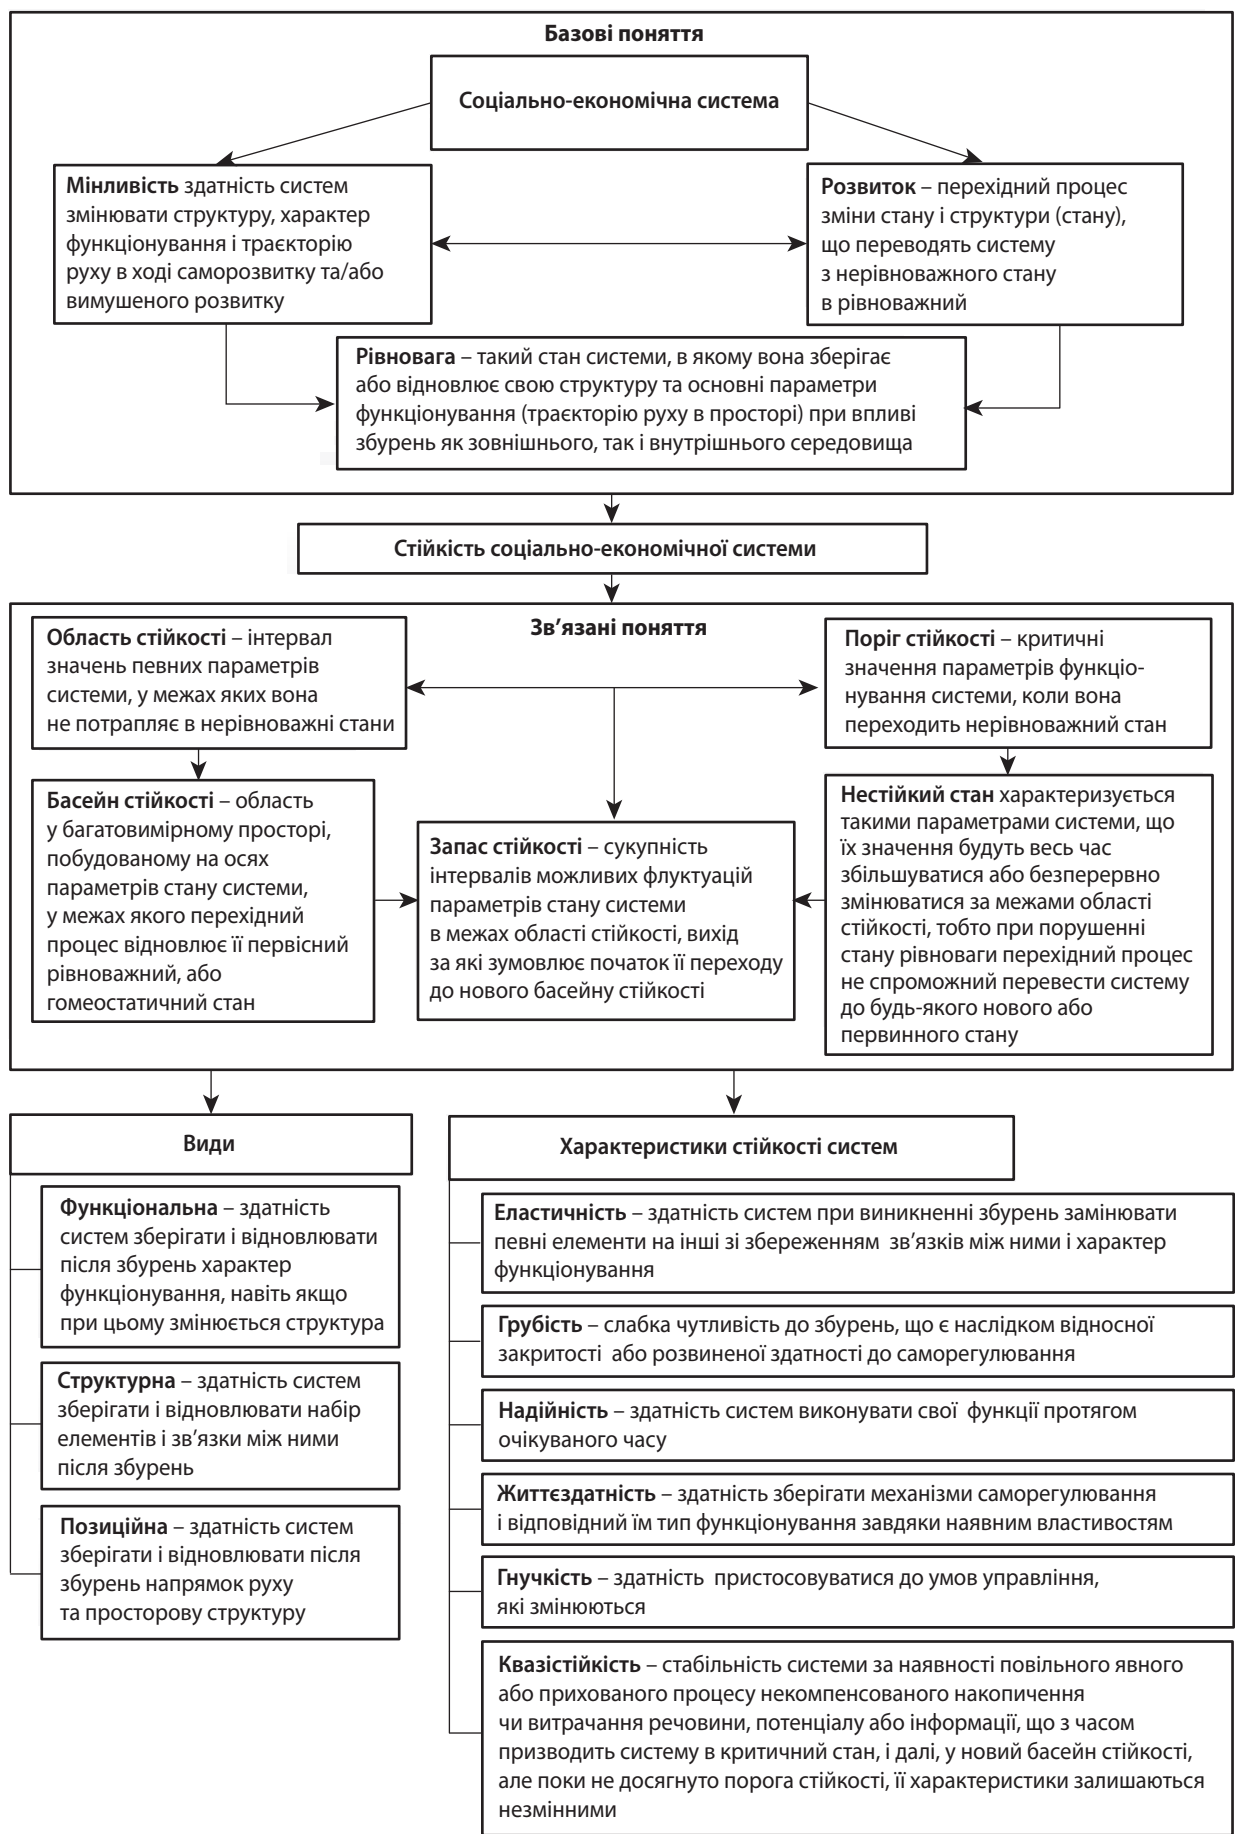 Базові поняття
Соціально-економічна система
Мінливість здатність систем
змінювати структуру, характер
функціонування і траєкторію
руху в ході саморозвитку та/або
вимушеного розвитку
Розвиток – перехідний процес
зміни стану і структури (стану),
що переводять систему
з нерівноважного стану
в рівноважний
Рівновага – такий стан системи, в якому вона зберігає
або відновлює свою структуру та основні параметри
функціонування (траєкторію руху в просторі) при впливі
збурень як зовнішнього, так і внутрішнього середовища
Стійкість соціально-економічної системи
Зв’язані поняття
Область стійкості – інтервал
значень певних параметрів
системи, у межах яких вона
не потрапляє в нерівноважні стани
Поріг стійкості – критичні
значення параметрів функціо-
нування системи, коли вона
переходить нерівноважний стан
Басейн стійкості – область
у багатовимірному просторі,
побудованому на осях
параметрів стану системи,
у межах якого перехідний
процес відновлює її первісний
рівноважний, або
гомеостатичний стан
Запас стійкості – сукупність
інтервалів можливих флуктуацій
параметрів стану системи
в межах області стійкості, вихід
за які зумовлює початок її переходу
до нового басейну стійкості
Нестійкий стан характеризується
такими параметрами системи, що
їх значення будуть весь час
збільшуватися або безперервно
змінюватися за межами області
стійкості, тобто при порушенні
стану рівноваги перехідний процес
не спроможний перевести систему
до будь-якого нового або
первинного стану
Види
Функціональна – здатність
систем зберігати і відновлювати
після збурень характер
функціонування, навіть якщо
при цьому змінюється структура
Структурна – здатність систем
зберігати і відновлювати набір
елементів і зв’язки між ними
після збурень
Позиційна – здатність систем
зберігати і відновлювати після
збурень напрямок руху
та просторову структуру
Характеристики стійкості систем
Еластичність – здатність систем при виникненні збурень замінювати
певні елементи на інші зі збереженням зв’язків між ними і характер
функціонування
Грубість – слабка чутливість до збурень, що є наслідком відносної
закритості або розвиненої здатності до саморегулювання
Надійність – здатність систем виконувати свої функції протягом
очікуваного часу
Життєздатність – здатність зберігати механізми саморегулювання
і відповідний їм тип функціонування завдяки наявним властивостям
Гнучкість – здатність пристосовуватися до умов управління,
які змінюються
Квазістійкість – стабільність системи за наявності повільного явного
або прихованого процесу некомпенсованого накопичення
чи витрачання речовини, потенціалу або інформації, що з часом
призводить систему в критичний стан, і далі, у новий басейн стійкості,
але поки не досягнуто порога стійкості, її характеристики залишаються
незмінними